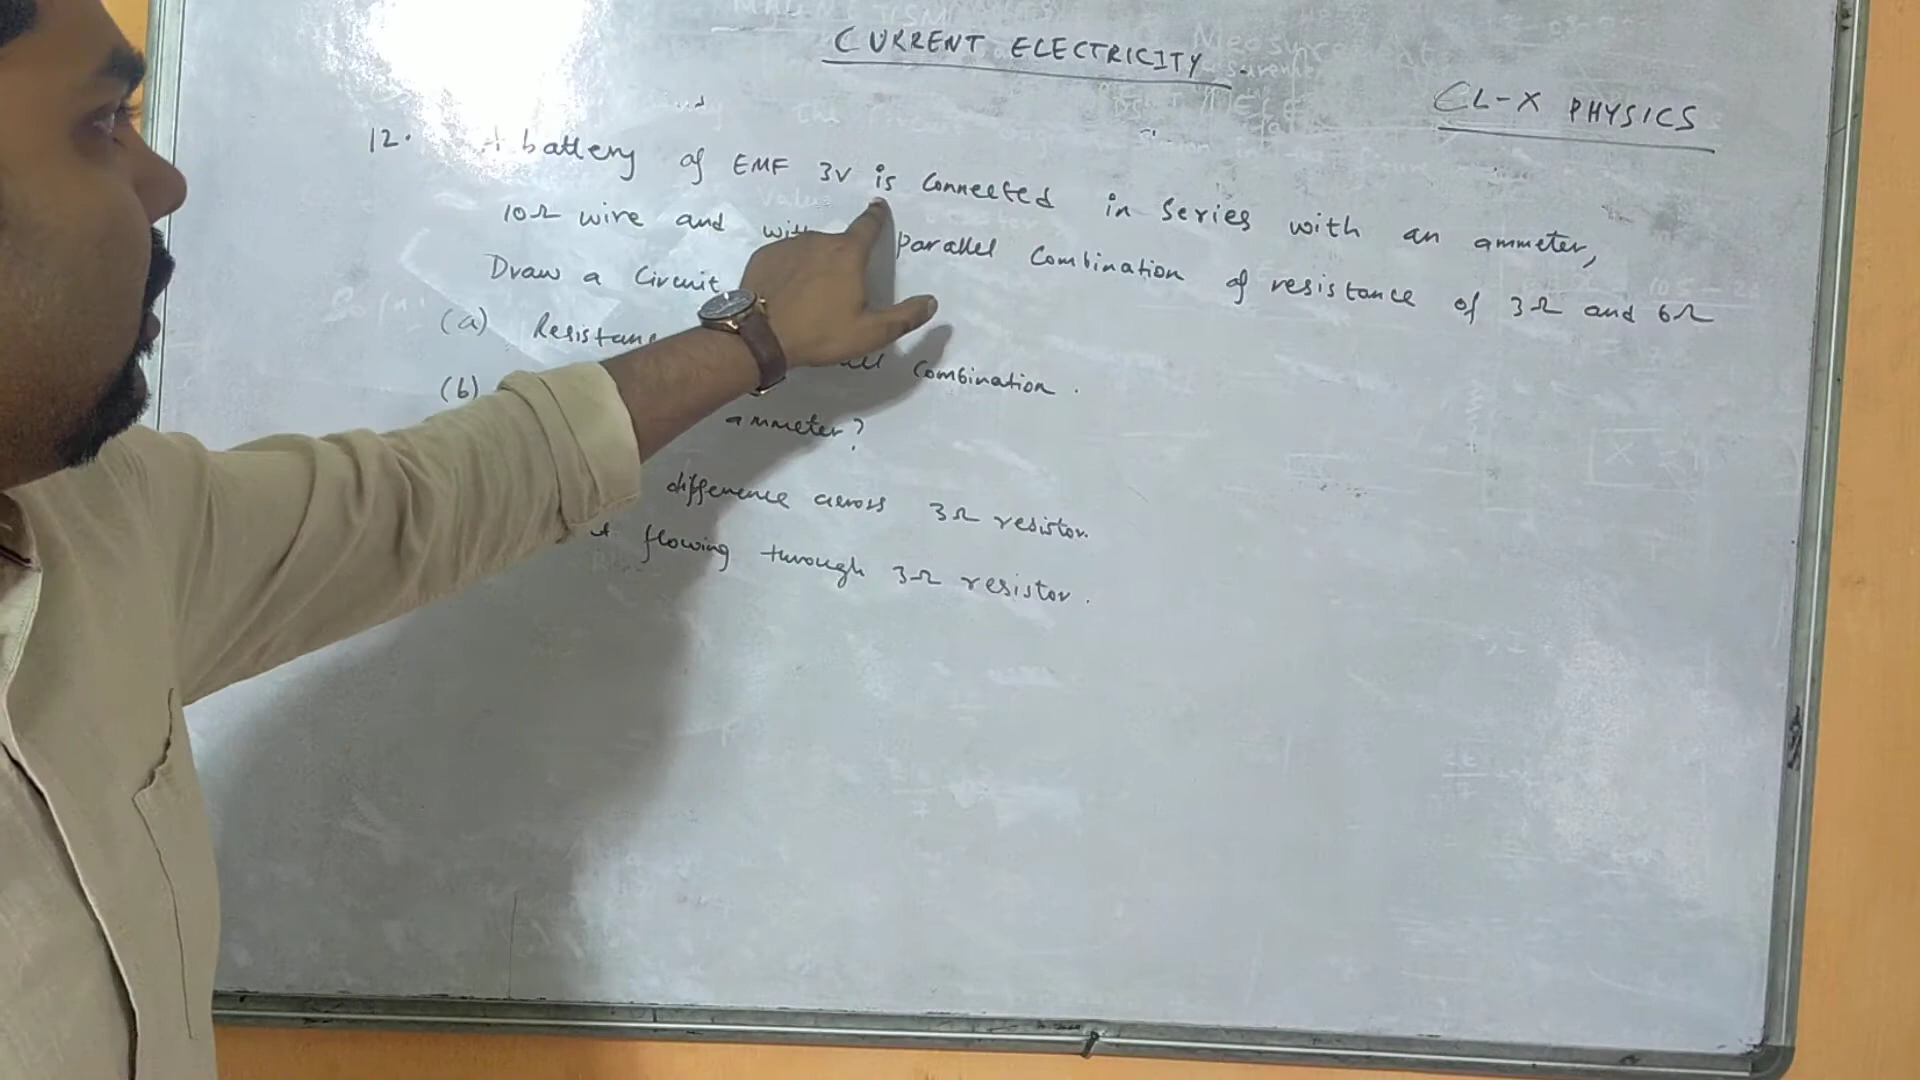 CURRENT ELECTRICITY
CL-X PHYSICS
12. A battery of EMF 3V is connected in series with an ammeter,
10Ω wire and with parallel combination of resistance of 3Ω and 6Ω
Draw a circuit
(a) Resistance combination.
(b) ammeter?
difference across 3Ω resistor.
flowing through 3Ω resistor.